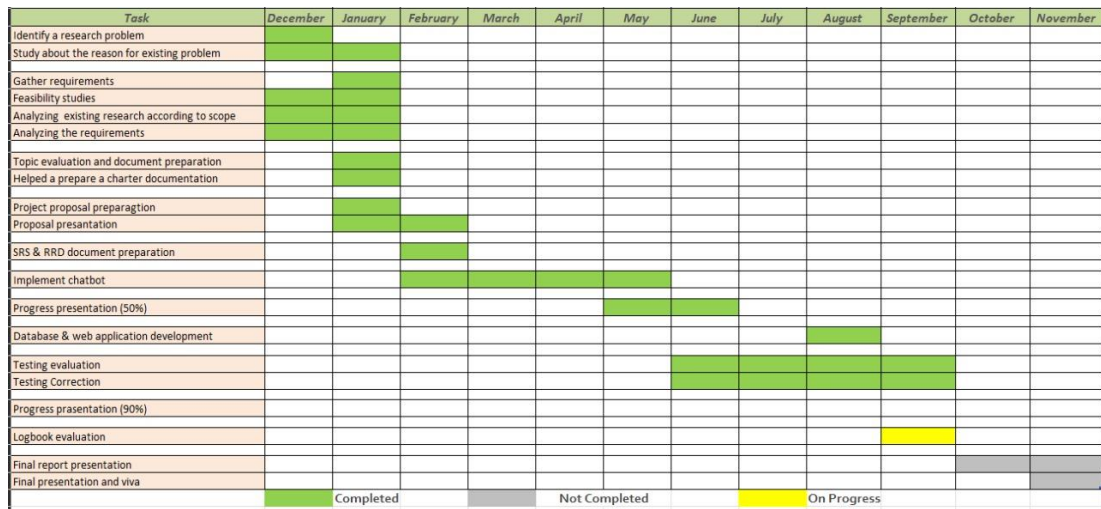 Task December January February March April May June July August September October November
Identify a research problem
Study about the reason for existing problem
Gather requirements
Feasibility studies
Analyzing existing research according to scope
Analyzing the requirements
Topic evaluation and document preparation
Helped a prepare a charter documentation
Project proposal preparagtion
Proposal presantation
SRS & RRD document preparation
Implement chatbot
Progress presentation (50%)
Database & web application development
Testing evaluation
Testing Correction
Progress prasentation (90%)
Logbook evaluation
Final report presentation
Final presentation and viva
Completed Not Completed On Progress